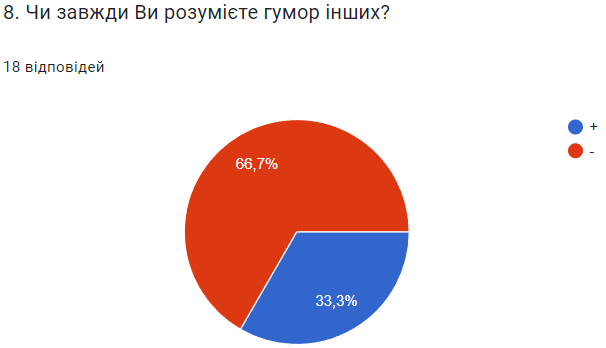 8. Чи завжди Ви розумієте гумор інших?
18 відповідей
+
-
66,7%
33,3%